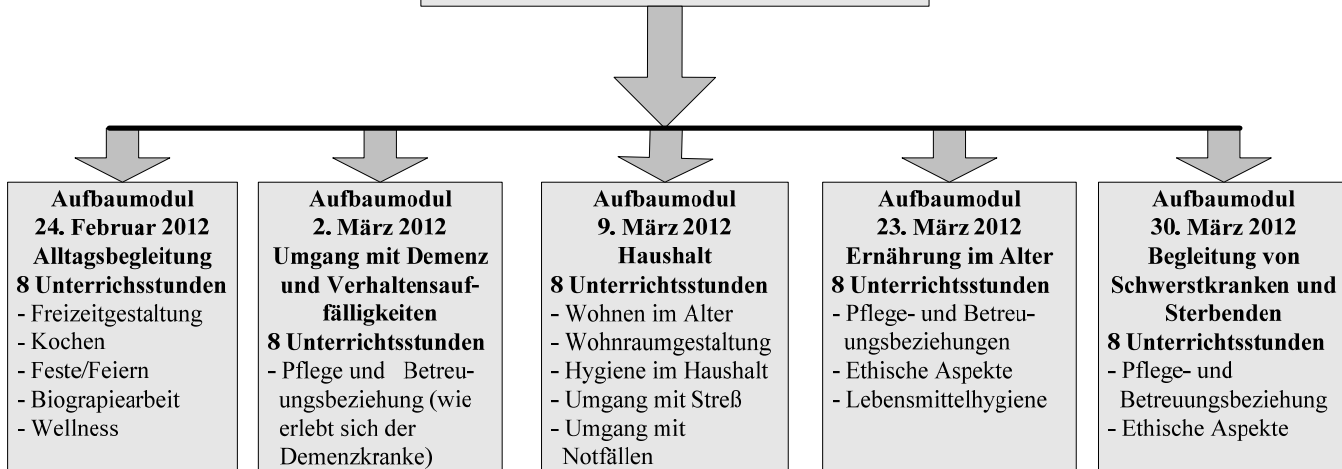 Aufbaumodul
24. Februar 2012
Alltagsbegleitung
8 Unterrichsstunden
- Freizeitgestaltung
- Kochen
- Feste/Feiern
- Biograpiearbeit
- Wellness
Aufbaumodul
2. März 2012
Umgang mit Demenz
und Verhaltensauf-
fälligkeiten
8 Unterrichtsstunden
- Pflege und Betreu-
ungsbeziehung (wie
erlebt sich der
Demenzkranke)
Aufbaumodul
9. März 2012
Haushalt
8 Unterrichtsstunden
- Wohnen im Alter
- Wohnraumgestaltung
- Hygiene im Haushalt
- Umgang mit Streß
- Umgang mit
Notfällen
Aufbaumodul
23. März 2012
Ernährung im Alter
8 Unterrichtsstunden
- Pflege- und Betreu-
ungsbeziehungen
- Ethische Aspekte
- Lebensmittelhygiene
Aufbaumodul
30. März 2012
Begleitung von
Schwerstkranken und
Sterbenden
8 Unterrichtsstunden
- Pflege- und
Betreuungsbeziehung
- Ethische Aspekte